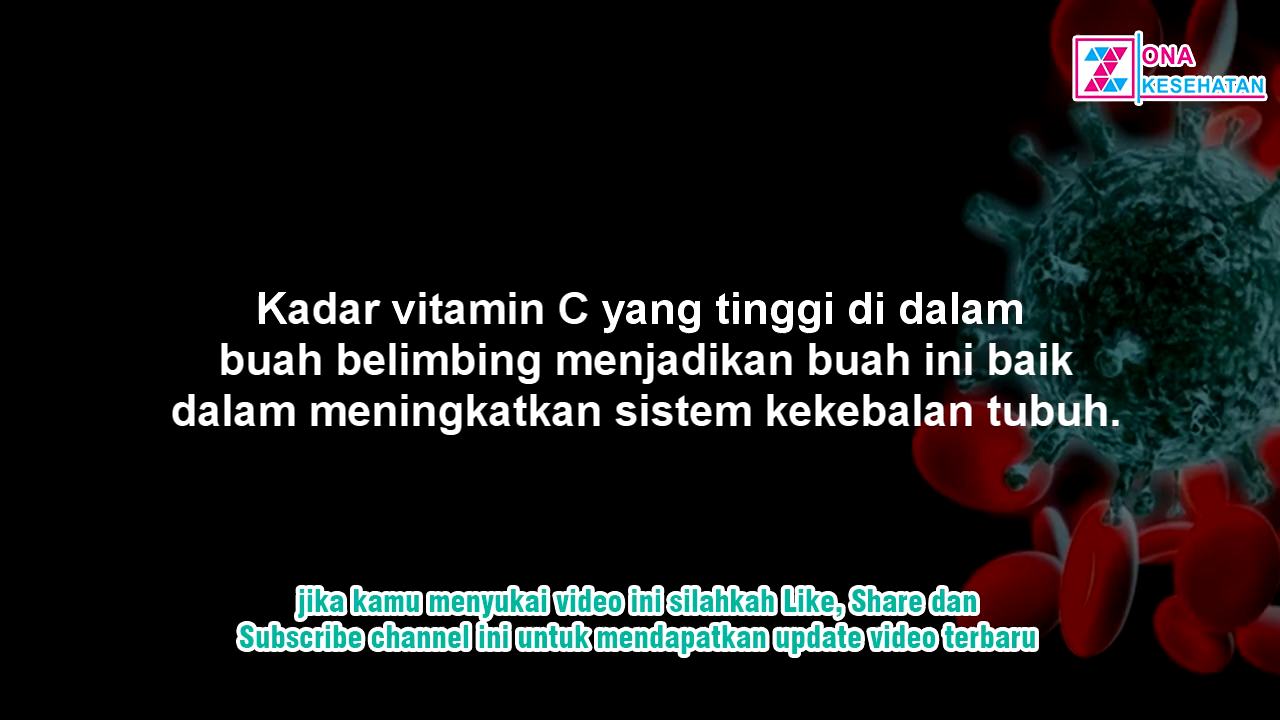 ZONA
KESEHATAN
Kadar vitamin C yang tinggi di dalam
buah belimbing menjadikan buah ini baik
dalam meningkatkan sistem kekebalan tubuh.
jika kamu menyukai video ini silahkah Like, Share dan
Subscribe channel ini untuk mendapatkan update video terbaru